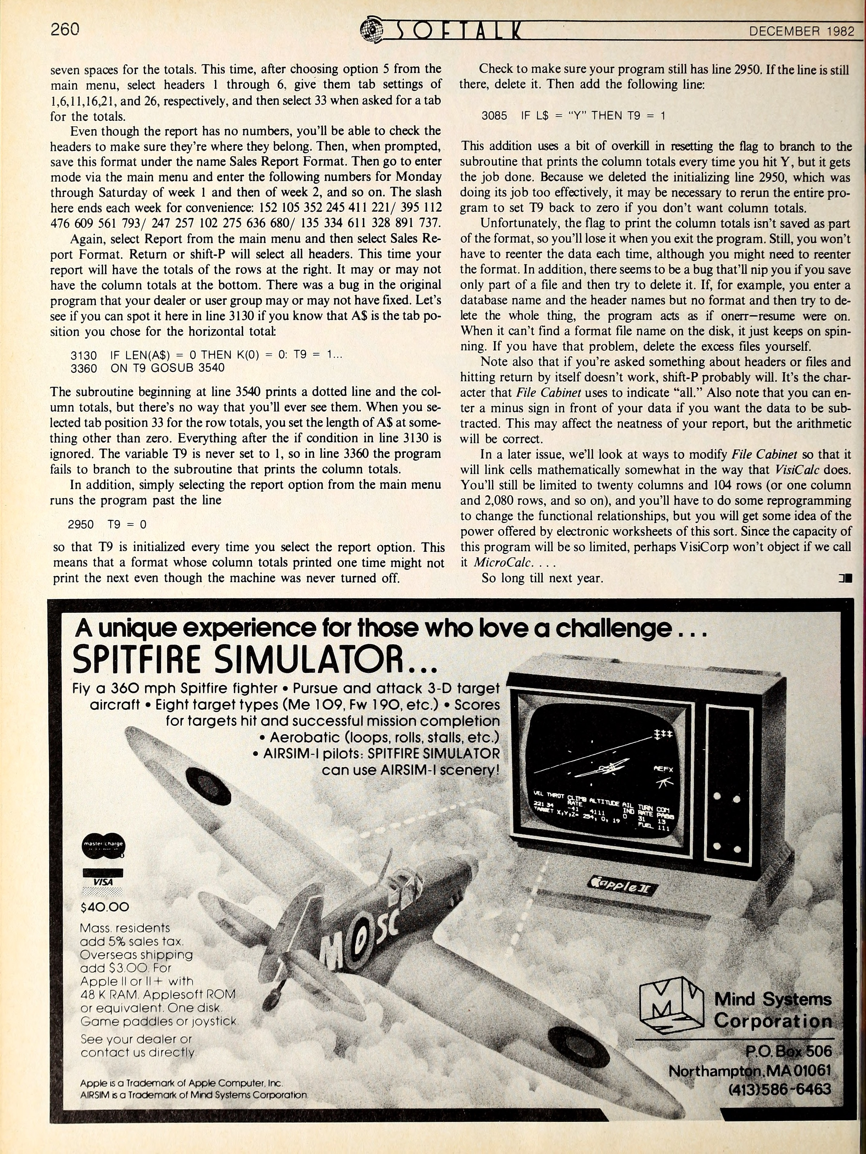 260
SOFTALK
DECEMBER 1982
seven spaces for the totals. This time, after choosing option 5 from the
main menu, select headers 1 through 6, give them tab settings of
1,6,11,16,21, and 26, respectively, and then select 33 when asked for a tab
for the totals.
Even though the report has no numbers, you'll be able to check the
headers to make sure they're where they belong. Then, when prompted,
save this format under the name Sales Report Format. Then go to enter
mode via the main menu and enter the following numbers for Monday
through Saturday of week 1 and then of week 2, and so on. The slash
here ends each week for convenience: 152 105 352 245 411 221/ 395 112
476 609 561 793/ 247 257 102 275 636 680/ 135 334 611 328 891 737.
Again, select Report from the main menu and then select Sales Re-
port Format. Return or shift-P will select all headers. This time your
report will have the totals of the rows at the right. It may or may not
have the column totals at the bottom. There was a bug in the original
program that your dealer or user group may or may not have fixed. Let's
see if you can spot it here in line 3130 if you know that A$ is the tab po-
sition you chose for the horizontal total:
3130 IF LEN(A$) = 0 THEN K(0) = 0: T9 = 1...
3360 ON T9 GOSUB 3540
The subroutine beginning at line 3540 prints a dotted line and the col-
umn totals, but there's no way that you'll ever see them. When you se-
lected tab position 33 for the row totals, you set the length of A$ at some-
thing other than zero. Everything after the if condition in line 3130 is
ignored. The variable T9 is never set to 1, so in line 3360 the program
fails to branch to the subroutine that prints the column totals.
In addition, simply selecting the report option from the main menu
runs the program past the line
2950 T9 = 0
so that T9 is initialized every time you select the report option. This
means that a format whose column totals printed one time might not
print the next even though the machine was never turned off.
Check to make sure your program still has line 2950. If the line is still
there, delete it. Then add the following line:
3085 IF L$ = "Y" THEN T9 = 1
This addition uses a bit of overkill in resetting the flag to branch to the
subroutine that prints the column totals every time you hit Y, but it gets
the job done. Because we deleted the initializing line 2950, which was
doing its job too effectively, it may be necessary to rerun the entire pro-
gram to set T9 back to zero if you don't want column totals.
Unfortunately, the flag to print the column totals isn't saved as part
of the format, so you'll lose it when you exit the program. Still, you won't
have to reenter the data each time, although you might need to reenter
the format. In addition, there seems to be a bug that'll nip you if you save
only part of a file and then try to delete it. If, for example, you enter a
database name and the header names but no format and then try to de-
lete the whole thing, the program acts as if onerr—resume were on.
When it can't find a format file name on the disk, it just keeps on spin-
ning. If you have that problem, delete the excess files yourself.
Note also that if you're asked something about headers or files and
hitting return by itself doesn't work, shift-P probably will. It's the char-
acter that File Cabinet uses to indicate "all." Also note that you can en-
ter a minus sign in front of your data if you want the data to be sub-
tracted. This may affect the neatness of your report, but the arithmetic
will be correct.
In a later issue, we'll look at ways to modify File Cabinet so that it
will link cells mathematically somewhat in the way that VisiCalc does.
You'll still be limited to twenty columns and 104 rows (or one column
and 2,080 rows, and so on), and you'll have to do some reprogramming
to change the functional relationships, but you will get some idea of the
power offered by electronic worksheets of this sort. Since the capacity of
this program will be so limited, perhaps VisiCorp won't object if we call
it MicroCalc. . . .
So long till next year.
A unique experience for those who love a challenge . . .
SPITFIRE SIMULATOR...
Fly a 360 mph Spitfire fighter • Pursue and attack 3-D target
aircraft • Eight target types (Me 109, Fw 190, etc.) • Scores
for targets hit and successful mission completion
• Aerobatic (loops, rolls, stalls, etc.)
• AIRSIM-I pilots: SPITFIRE SIMULATOR
can use AIRSIM-I scenery!
AEFX
VEL THROT CLIMB ALTITUDE AIL TURN COM
RATE IND RATE PASS
221 34 -41 4111 0 31 13
TARGET X,Y,Z= 254, 0, 19 FUEL 111
apple II
M SC
master charge
VISA
$40.00
Mass. residents
add 5% sales tax.
Overseas shipping
add $3.00. For
Apple II or II+ with
48 K RAM. Applesoft ROM
or equivalent. One disk.
Game paddles or joystick.
See your dealer or
contact us directly.
Apple is a Trademark of Apple Computer, Inc.
AIRSIM is a Trademark of Mind Systems Corporation.
Mind Systems
Corporation
P.O. Box 506
Northampton, MA 01061
(413)586-6463